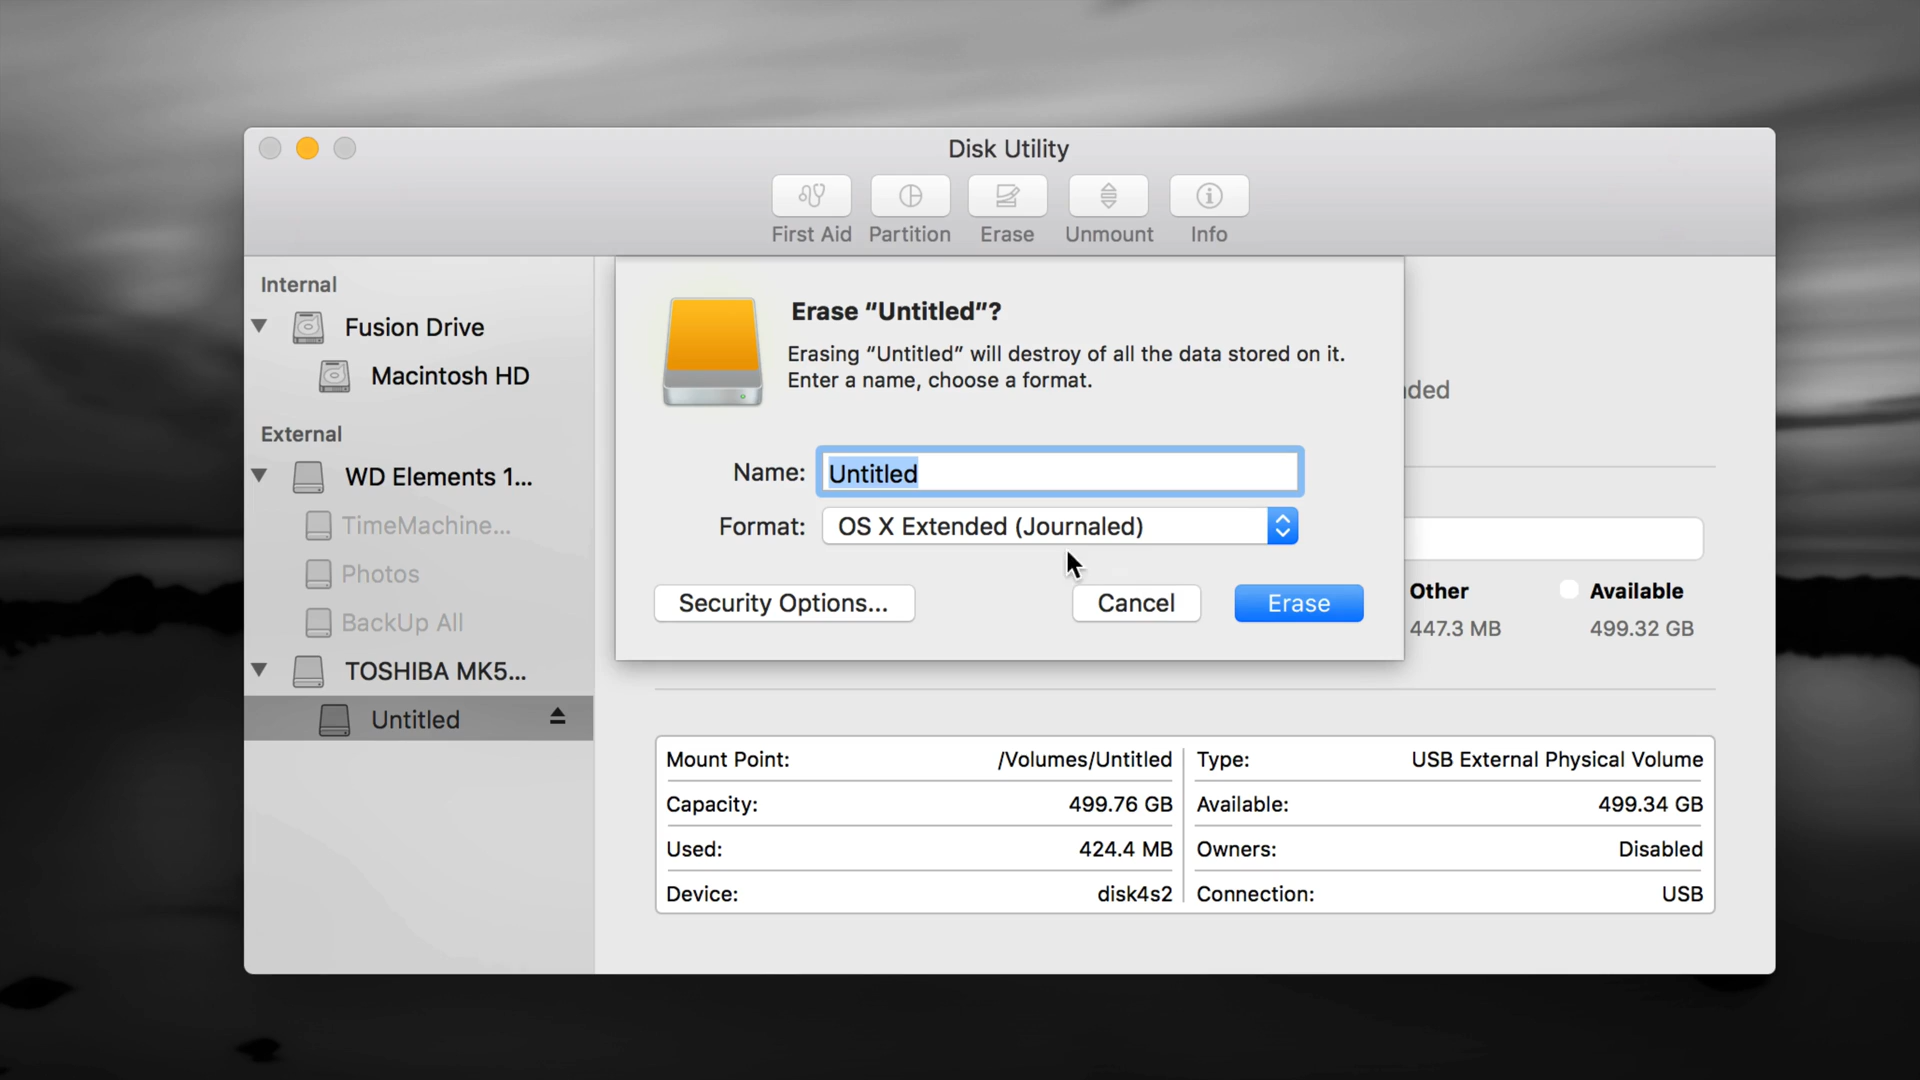 Disk Utility
First Aid
Partition
Erase
Unmount
Info
Internal
Fusion Drive
Macintosh HD
External
WD Elements 1...
TimeMachine...
Photos
BackUp All
TOSHIBA MK5...
Untitled
Erase “Untitled”?
Erasing “Untitled” will destroy of all the data stored on it.
Enter a name, choose a format.
Name: Untitled
Format: OS X Extended (Journaled)
Security Options...
Cancel
Erase
Other
447.3 MB
Available
499.32 GB
Mount Point: /Volumes/Untitled
Capacity: 499.76 GB
Used: 424.4 MB
Device: disk4s2
Type: USB External Physical Volume
Available: 499.34 GB
Owners: Disabled
Connection: USB